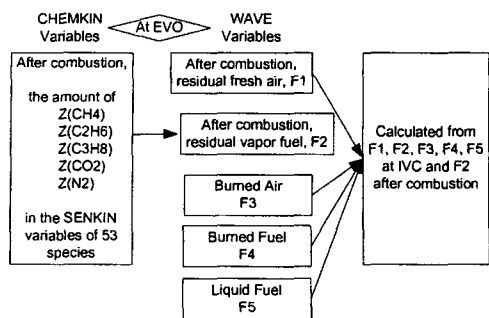 CHEMKIN
Variables
At EVO
WAVE
Variables
After combustion,
the amount of
Z(CH4)
Z(C2H6)
Z(C3H8)
Z(CO2)
Z(N2)
in the SENKIN
variables of 53
species
After combustion,
residual fresh air, F1
After combustion,
residual vapor fuel, F2
Burned Air
F3
Burned Fuel
F4
Liquid Fuel
F5
Calculated from
F1, F2, F3, F4, F5
at IVC and F2
after combustion